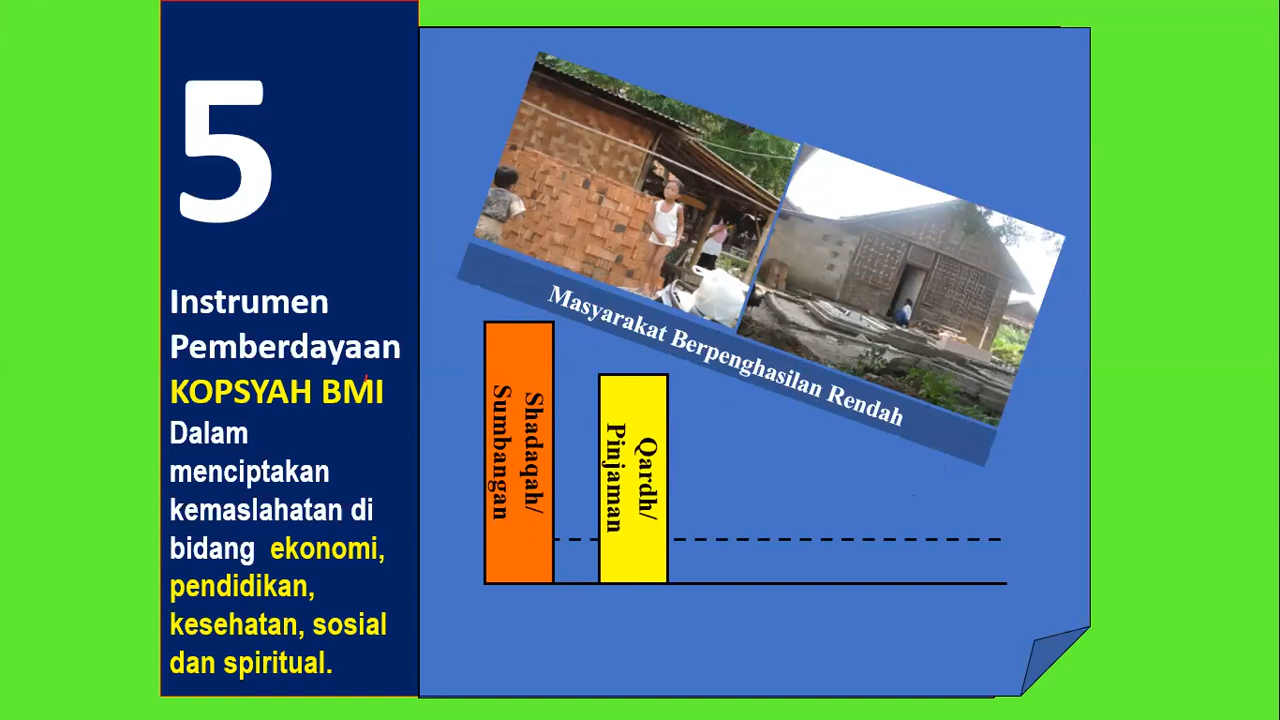 5
Instrumen
Pemberdayaan
KOPSYAH BMI
Dalam
menciptakan
kemaslahatan di
bidang ekonomi,
pendidikan,
kesehatan, sosial
dan spiritual.
Masyarakat Berpenghasilan Rendah
Shadaqah/
Sumbangan
Qardh/
Pinjaman